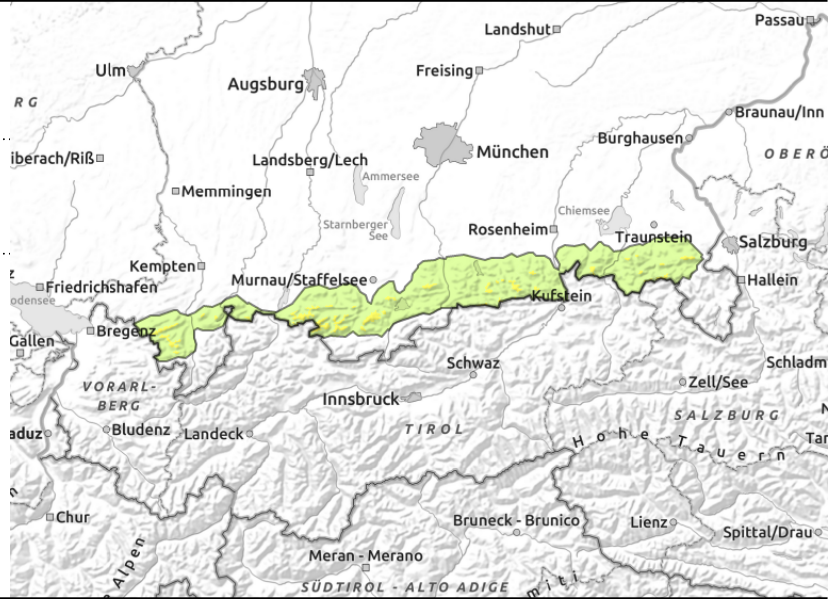 Passau
Landshut
Ulm
Freising
Augsburg
RG
Braunau/Inn
Burghausen
iberach/Riß
Landsberg/Lech
München
OBERÖ
Ammersee
Memmingen
Chiemsee
Starnberger
See
Rosenheim
Traunstein
Salzburg
Kempten
z
Friedrichshafen
Murnau/Staffelsee
Hallein
odensee
Kufstein
Bregenz
Gallen
Schwaz
Schladm
VORARL-
BERG
Zell/See
Innsbruck
SALZBURG
N
aduz
Bludenz
Landeck
TIROL
Hohe Tauern
Tar
n
Chur
Bruneck - Brunico
Lienz
Spittal/Drau
Meran - Merano
e Alpen
SÜDTIROL - ALTO ADIGE
miti